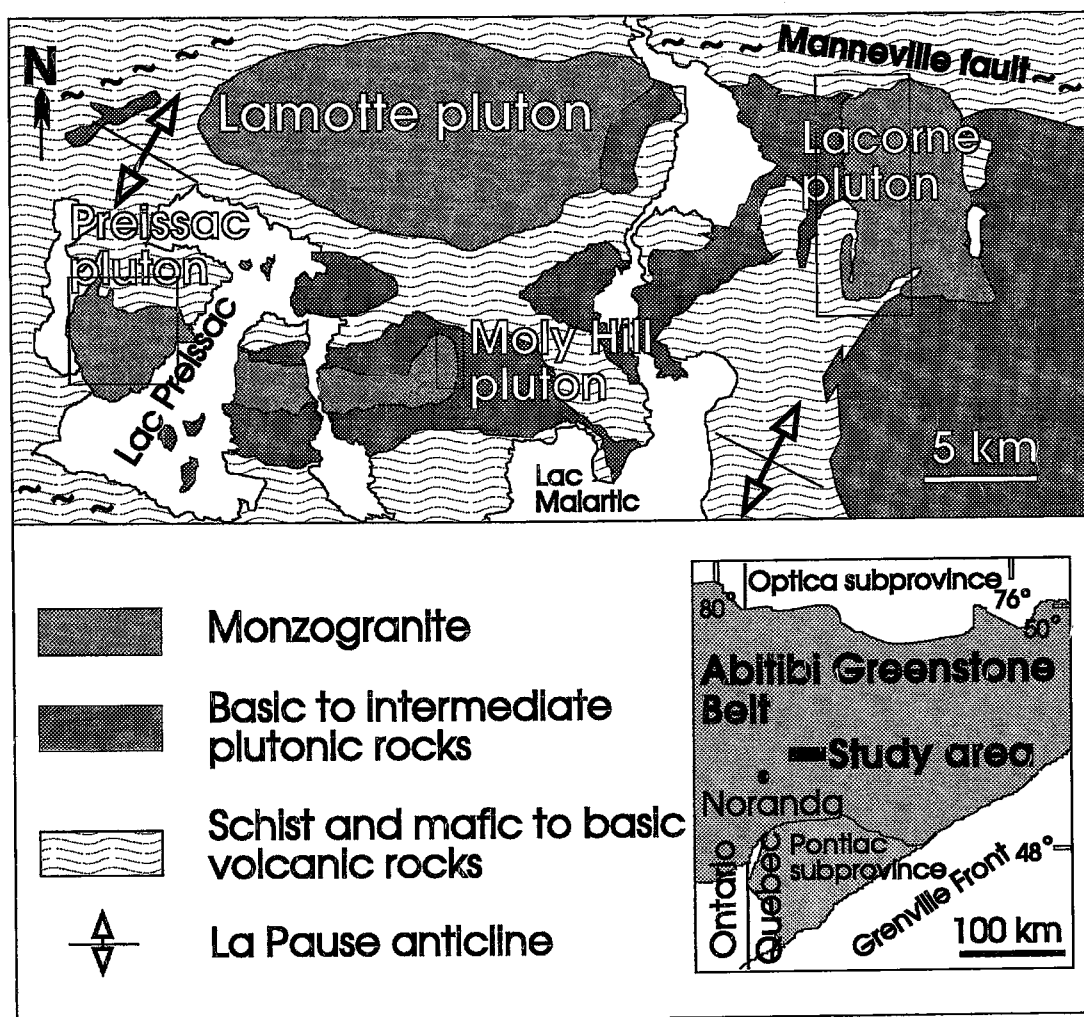 N
Manneville fault
Lamotte pluton
Lacorne
pluton
Preissac
pluton
Lac Preissac
Moly Hill
pluton
5 km
Lac
Malartic
Monzogranite
Basic to intermediate
plutonic rocks
Schist and mafic to basic
volcanic rocks
La Pause anticline
Optica subprovince
80°
76°
50°
Abitibi Greenstone
Belt
Study area
Noranda
Pontiac
subprovince
48°
Ontario
Quebec
Grenville Front
100 km